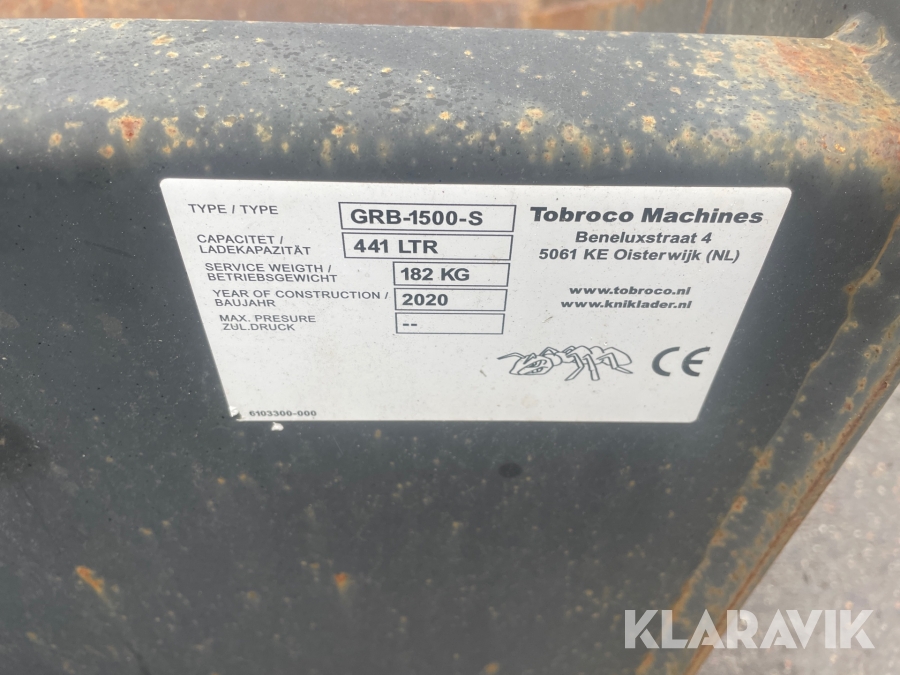 TYPE / TYPE GRB-1500-S
CAPACITET / LADEKAPAZITÄT 441 LTR
SERVICE WEIGTH / BETRIEBSGEWICHT 182 KG
YEAR OF CONSTRUCTION / BAUJAHR 2020
MAX. PRESURE ZUL.DRUCK --
6103300-000
Tobroco Machines
Beneluxstraat 4
5061 KE Oisterwijk (NL)
www.tobroco.nl
www.kniklader.nl
CE
KLARAVIK